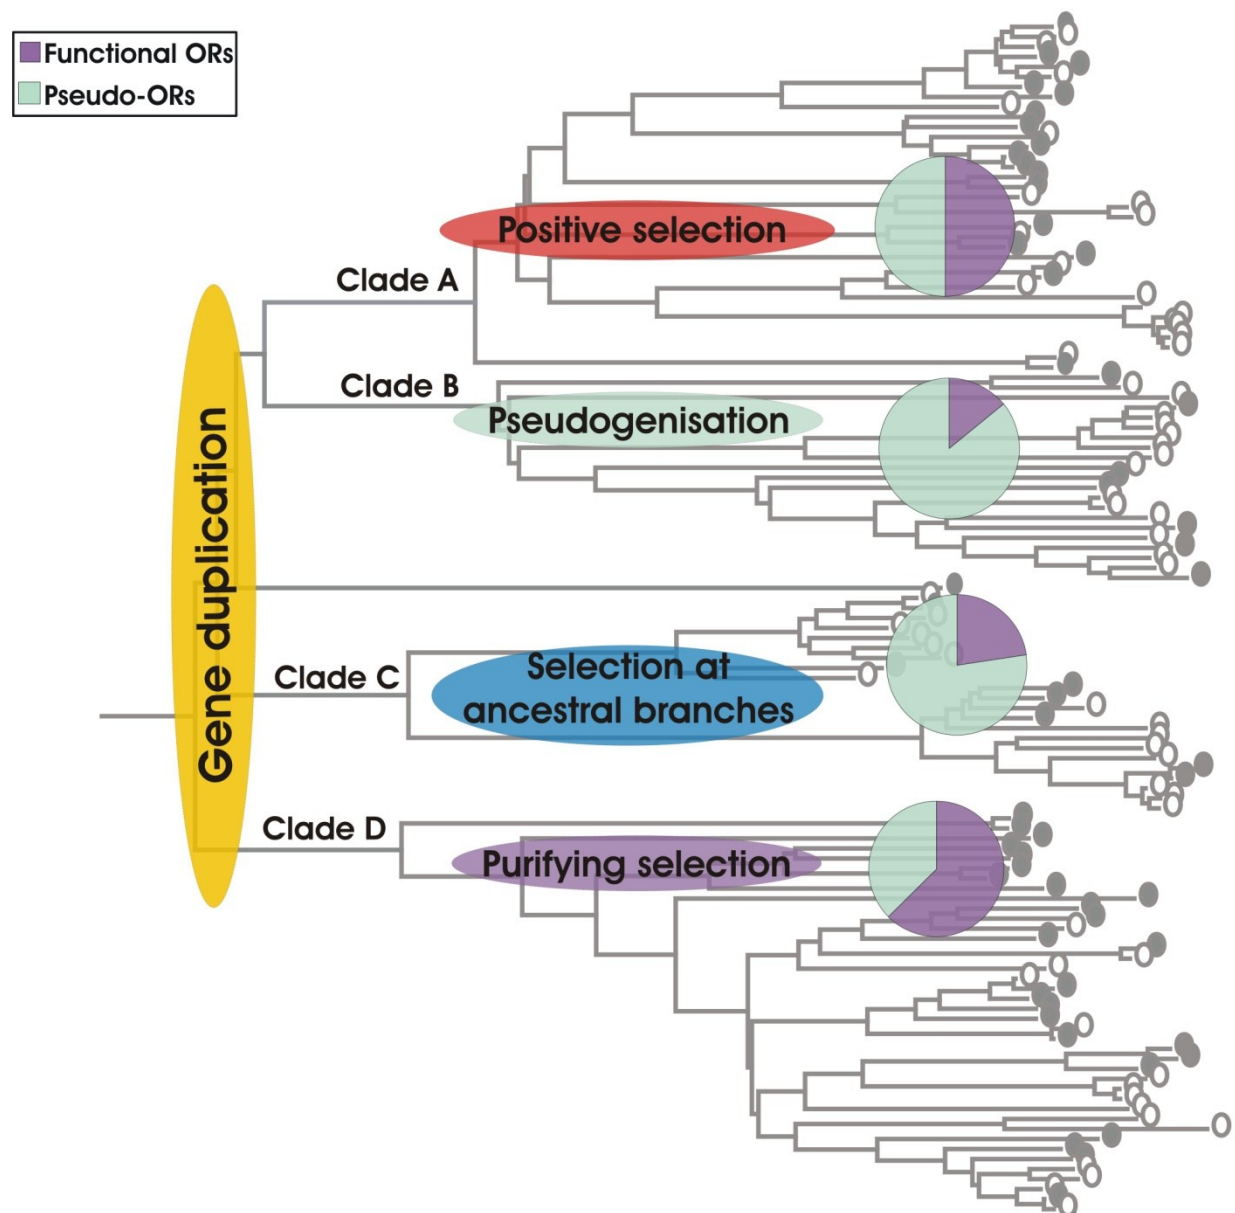 Functional ORs
Pseudo-ORs
Positive selection
Clade A
Clade B
Pseudogenisation
Gene duplication
Clade C
Selection at
ancestral branches
Clade D
Purifying selection